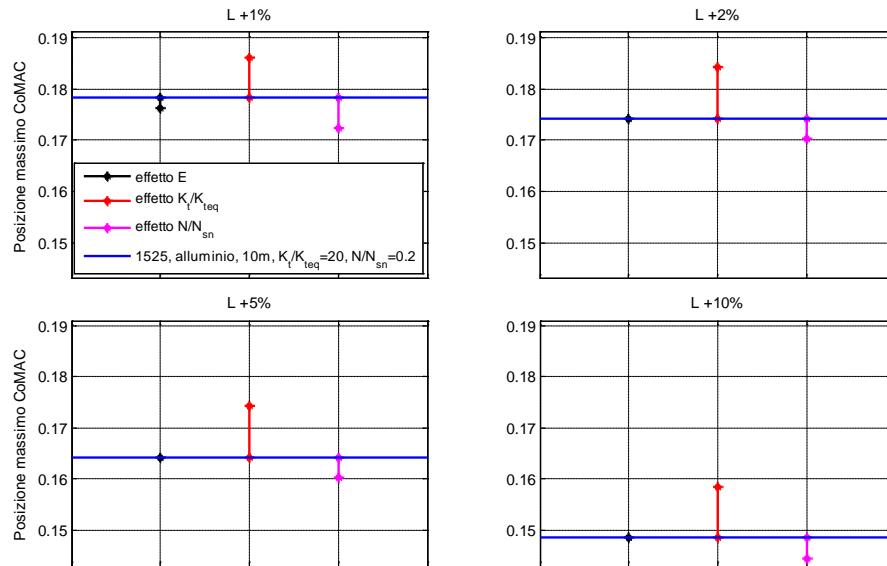 L +1%
0.19
0.18
0.17
0.16
0.15
Posizione massimo CoMAC
effetto E
effetto Kt/Kteq
effetto N/Nsn
1525, alluminio, 10m, Kt/Kteq=20, N/Nsn=0.2
L +2%
0.19
0.18
0.17
0.16
0.15
L +5%
0.19
0.18
0.17
0.16
0.15
Posizione massimo CoMAC
L +10%
0.19
0.18
0.17
0.16
0.15